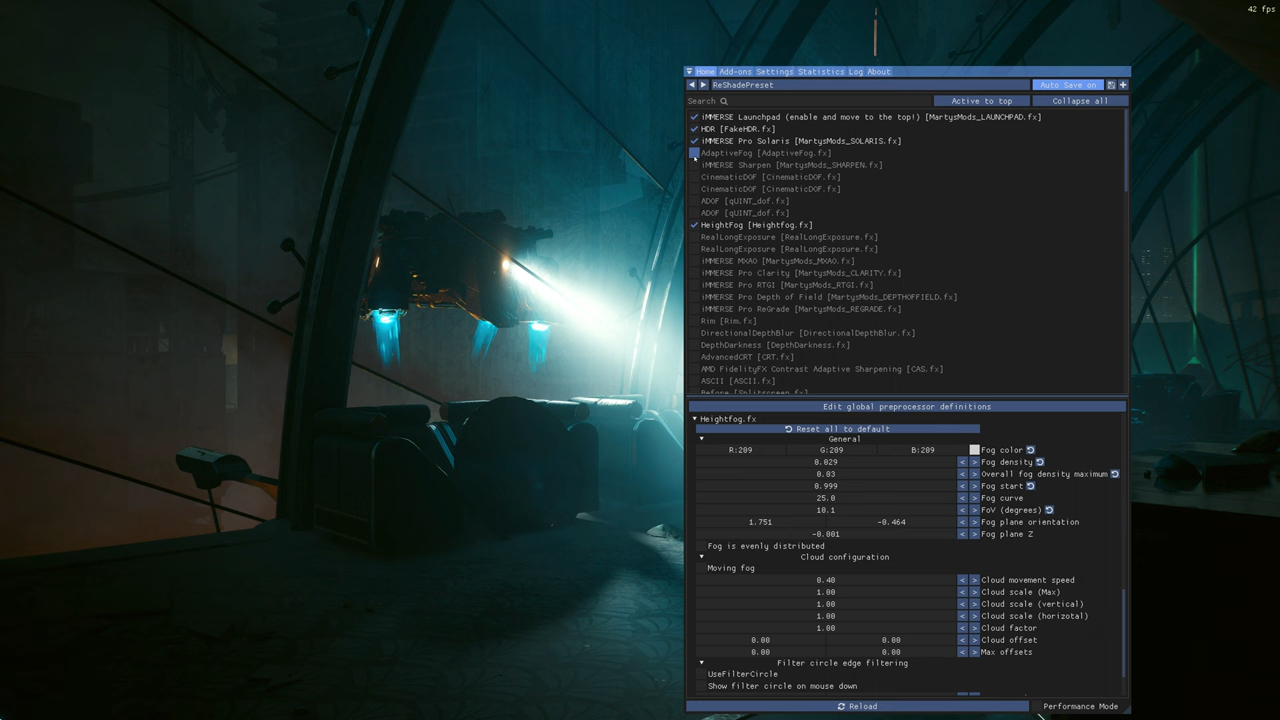 42 fps
Home Add-ons Settings Statistics Log About
ReShadePreset Auto Save on
Search Active to top Collapse all
iMMERSE Launchpad (enable and move to the top!) [MartysMods_LAUNCHPAD.fx]
HDR [FakeHDR.fx]
iMMERSE Pro Solaris [MartysMods_SOLARIS.fx]
AdaptiveFog [AdaptiveFog.fx]
iMMERSE Sharpen [MartysMods_SHARPEN.fx]
CinematicDOF [CinematicDOF.fx]
CinematicDOF [CinematicDOF.fx]
ADOF [qUINT_dof.fx]
ADOF [qUINT_dof.fx]
HeightFog [Heightfog.fx]
RealLongExposure [RealLongExposure.fx]
RealLongExposure [RealLongExposure.fx]
iMMERSE MXAO [MartysMods_MXAO.fx]
iMMERSE Pro Clarity [MartysMods_CLARITY.fx]
iMMERSE Pro RTGI [MartysMods_RTGI.fx]
iMMERSE Pro Depth of Field [MartysMods_DEPTHOFFIELD.fx]
iMMERSE Pro ReGrade [MartysMods_REGRADE.fx]
Rim [Rim.fx]
DirectionalDepthBlur [DirectionalDepthBlur.fx]
DepthDarkness [DepthDarkness.fx]
AdvancedCRT [CRT.fx]
AMD FidelityFX Contrast Adaptive Sharpening [CAS.fx]
ASCII [ASCII.fx]
Before [Splitscreen.fx]
Edit global preprocessor definitions
Heightfog.fx
Reset all to default
General
R:209 G:209 B:209 Fog color
0.029 < > Fog density
0.03 < > Overall fog density maximum
0.999 < > Fog start
25.0 < > Fog curve
10.1 < > FoV (degrees)
1.751 -0.464 < > Fog plane orientation
-0.001 < > Fog plane Z
Fog is evenly distributed
Cloud configuration
Moving fog
0.40 < > Cloud movement speed
1.00 < > Cloud scale (Max)
1.00 < > Cloud scale (vertical)
1.00 < > Cloud scale (horizotal)
1.00 < > Cloud factor
0.00 0.00 < > Cloud offset
0.00 0.00 < > Max offsets
Filter circle edge filtering
UseFilterCircle
Show filter circle on mouse down
Reload Performance Mode